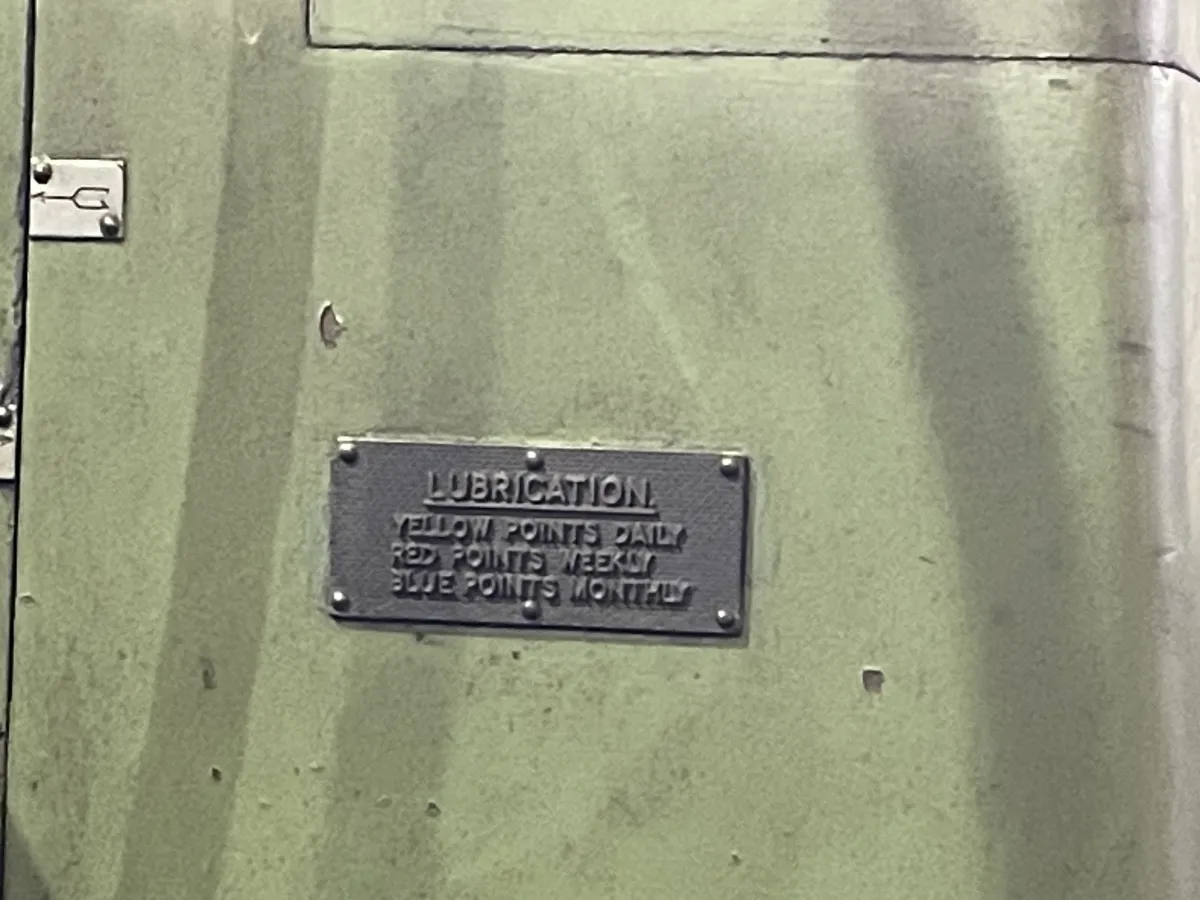 LUBRICATION.
YELLOW POINTS DAILY
RED POINTS WEEKLY
BLUE POINTS MONTHLY